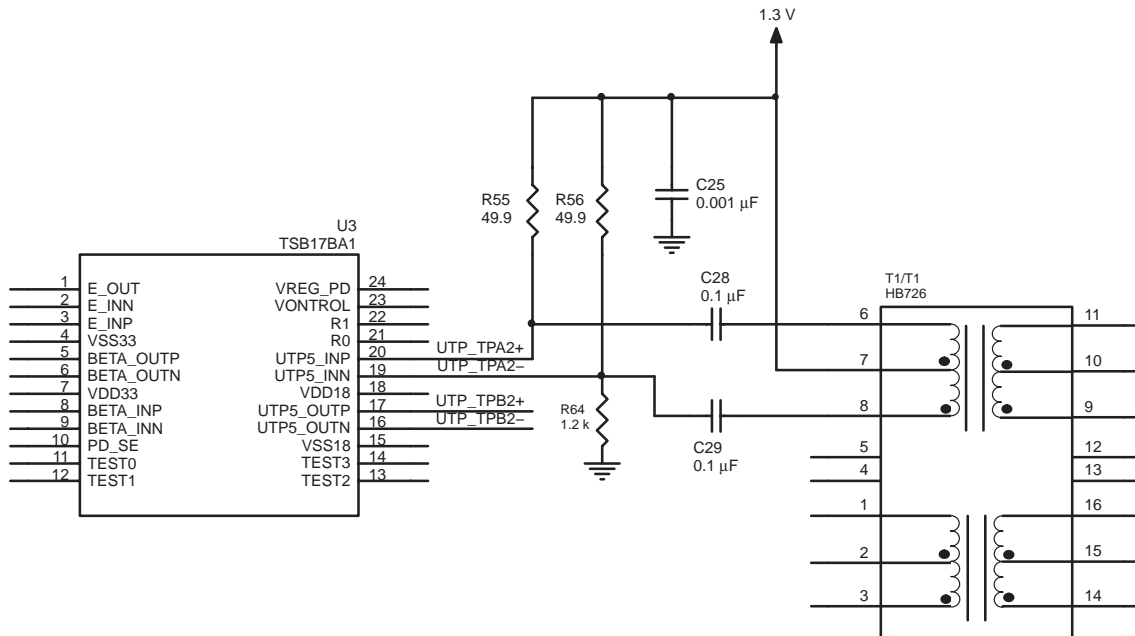 1.3 V
R55
49.9
R56
49.9
C25
0.001 μF
U3
TSB17BA1
C28
0.1 μF
T1/T1
HB726
1 E_OUT VREG_PD 24
2 E_INN VONTROL 23
3 E_INP R1 22
4 VSS33 R0 21
5 BETA_OUTP UTP5_INP 20 UTP_TPA2+
6 BETA_OUTN UTP5_INN 19 UTP_TPA2−
7 VDD33 VDD18 18
8 BETA_INP UTP5_OUTP 17 UTP_TPB2+
9 BETA_INN UTP5_OUTN 16 UTP_TPB2−
10 PD_SE VSS18 15
11 TEST0 TEST3 14
12 TEST1 TEST2 13
R64
1.2 k
C29
0.1 μF
6 11
7 10
8 9
5 12
4 13
1 16
2 15
3 14